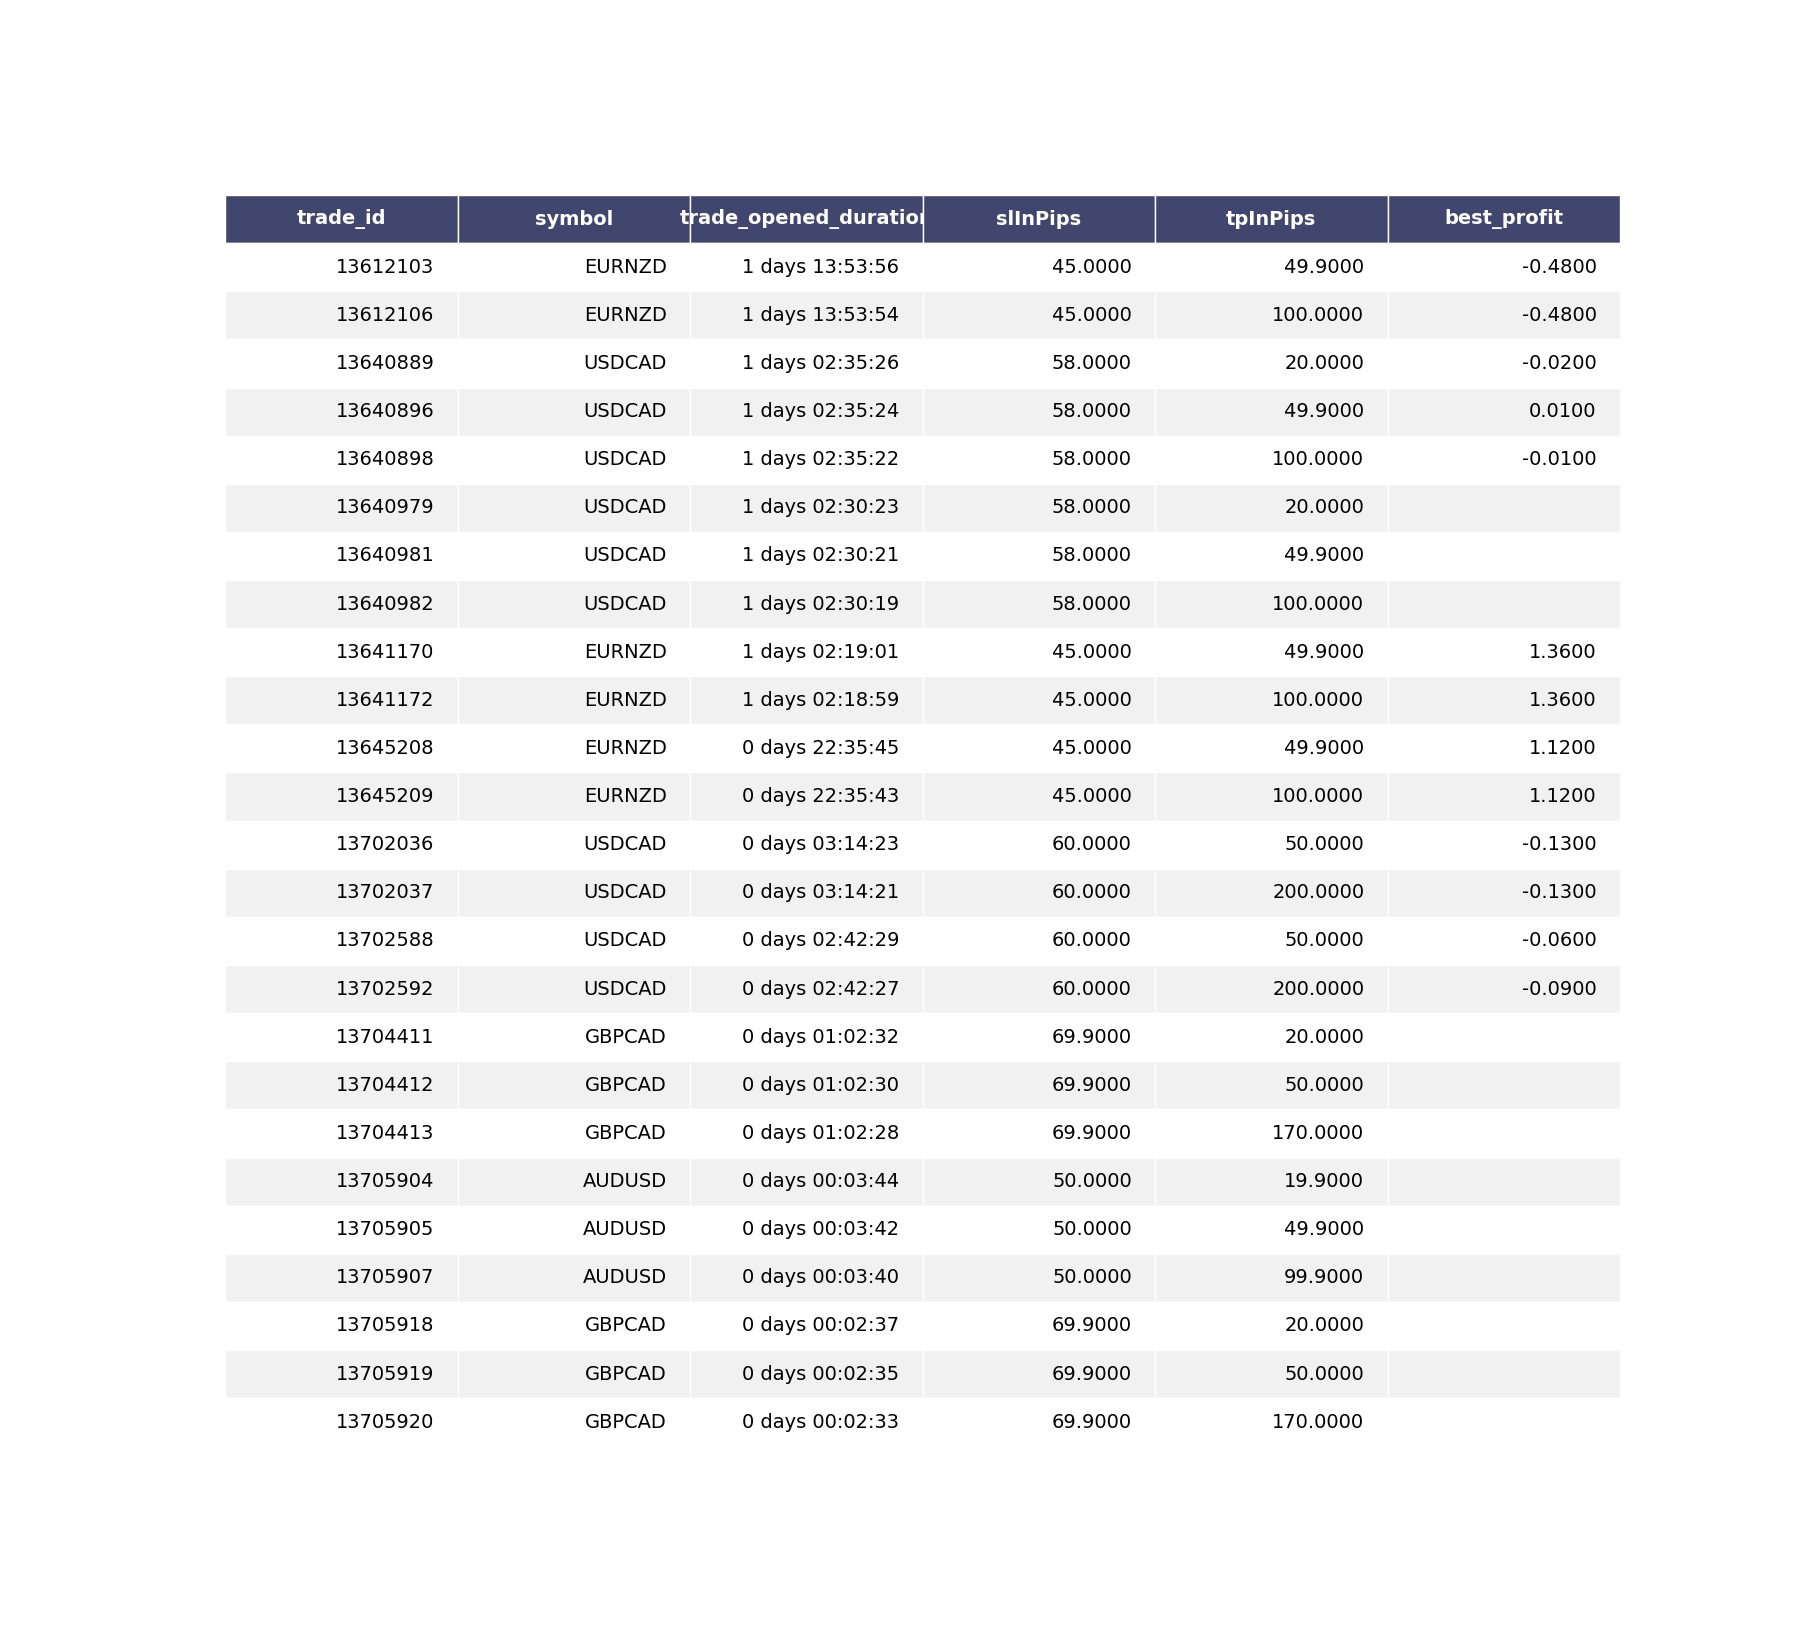 trade_id symbol trade_opened_duration slInPips tpInPips best_profit
13612103 EURNZD 1 days 13:53:56 45.0000 49.9000 -0.4800
13612106 EURNZD 1 days 13:53:54 45.0000 100.0000 -0.4800
13640889 USDCAD 1 days 02:35:26 58.0000 20.0000 -0.0200
13640896 USDCAD 1 days 02:35:24 58.0000 49.9000 0.0100
13640898 USDCAD 1 days 02:35:22 58.0000 100.0000 -0.0100
13640979 USDCAD 1 days 02:30:23 58.0000 20.0000
13640981 USDCAD 1 days 02:30:21 58.0000 49.9000
13640982 USDCAD 1 days 02:30:19 58.0000 100.0000
13641170 EURNZD 1 days 02:19:01 45.0000 49.9000 1.3600
13641172 EURNZD 1 days 02:18:59 45.0000 100.0000 1.3600
13645208 EURNZD 0 days 22:35:45 45.0000 49.9000 1.1200
13645209 EURNZD 0 days 22:35:43 45.0000 100.0000 1.1200
13702036 USDCAD 0 days 03:14:23 60.0000 50.0000 -0.1300
13702037 USDCAD 0 days 03:14:21 60.0000 200.0000 -0.1300
13702588 USDCAD 0 days 02:42:29 60.0000 50.0000 -0.0600
13702592 USDCAD 0 days 02:42:27 60.0000 200.0000 -0.0900
13704411 GBPCAD 0 days 01:02:32 69.9000 20.0000
13704412 GBPCAD 0 days 01:02:30 69.9000 50.0000
13704413 GBPCAD 0 days 01:02:28 69.9000 170.0000
13705904 AUDUSD 0 days 00:03:44 50.0000 19.9000
13705905 AUDUSD 0 days 00:03:42 50.0000 49.9000
13705907 AUDUSD 0 days 00:03:40 50.0000 99.9000
13705918 GBPCAD 0 days 00:02:37 69.9000 20.0000
13705919 GBPCAD 0 days 00:02:35 69.9000 50.0000
13705920 GBPCAD 0 days 00:02:33 69.9000 170.0000